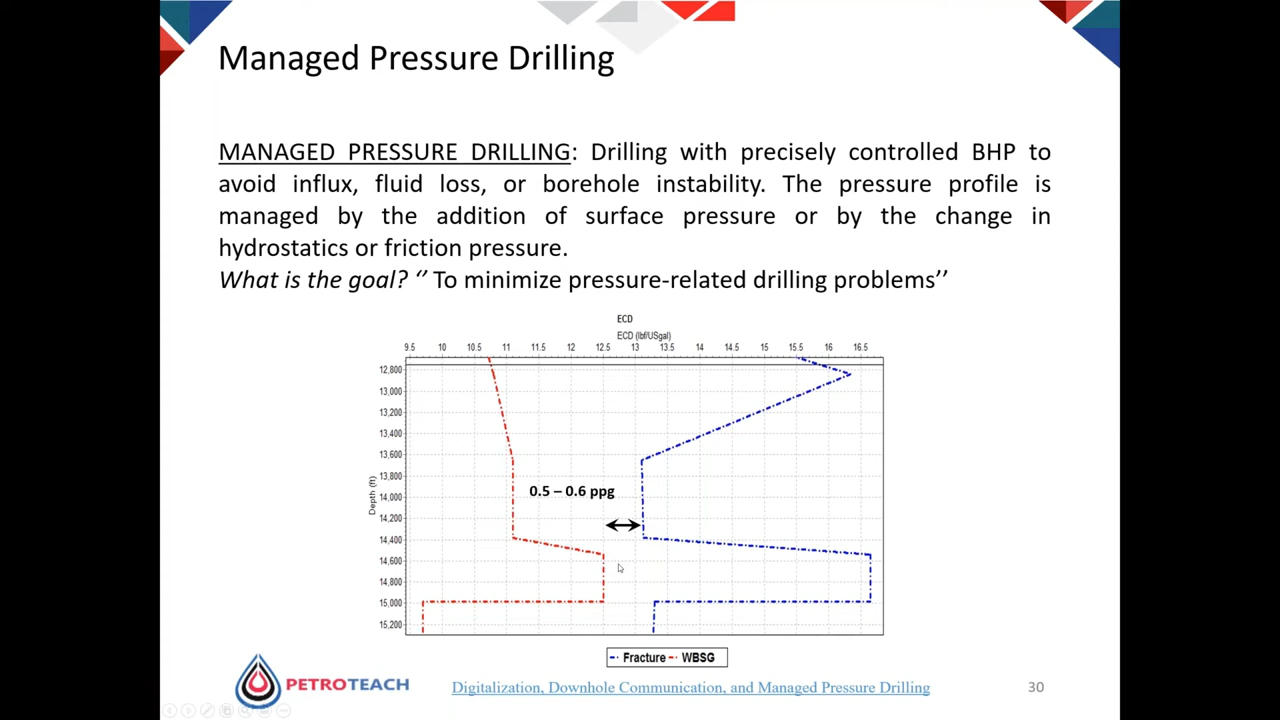 Managed Pressure Drilling
MANAGED PRESSURE DRILLING: Drilling with precisely controlled BHP to
avoid influx, fluid loss, or borehole instability. The pressure profile is
managed by the addition of surface pressure or by the change in
hydrostatics or friction pressure.
What is the goal? ‘’ To minimize pressure-related drilling problems’’
ECD
ECD (lbf/USgal)
9.5 10 10.5 11 11.5 12 12.5 13 13.5 14 14.5 15 15.5 16 16.5
12,800
13,000
13,200
13,400
13,600
13,800
14,000
14,200
14,400
14,600
14,800
15,000
15,200
Depth (ft)
0.5 – 0.6 ppg
Fracture WBSG
PETROTEACH
Digitalization, Downhole Communication, and Managed Pressure Drilling
30